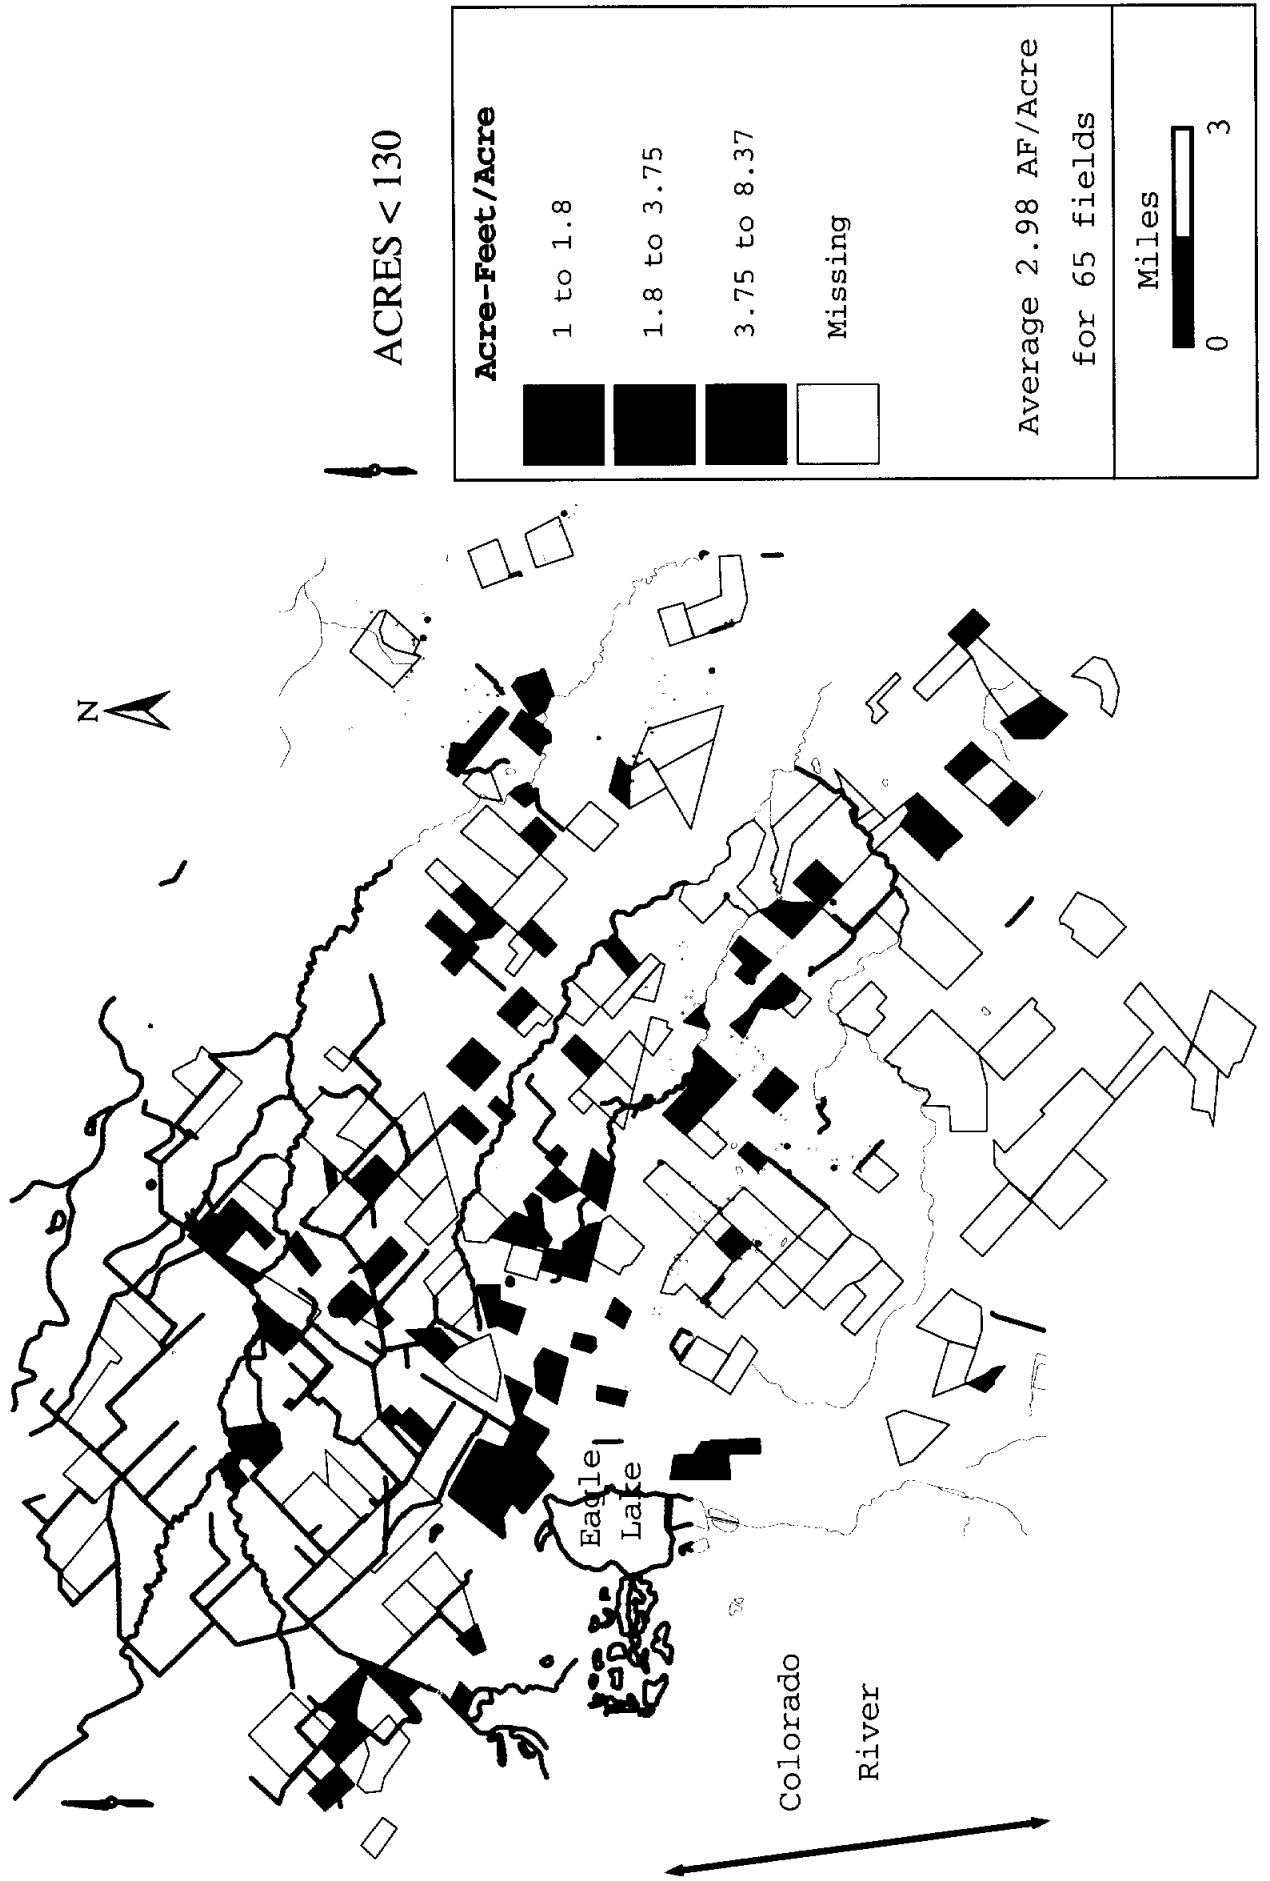 N
ACRES < 130
Acre-Feet/Acre
1 to 1.8
1.8 to 3.75
3.75 to 8.37
Missing
Average 2.98 AF/Acre
for 65 fields
Miles
0 3
Eagle
Lake
Colorado
River